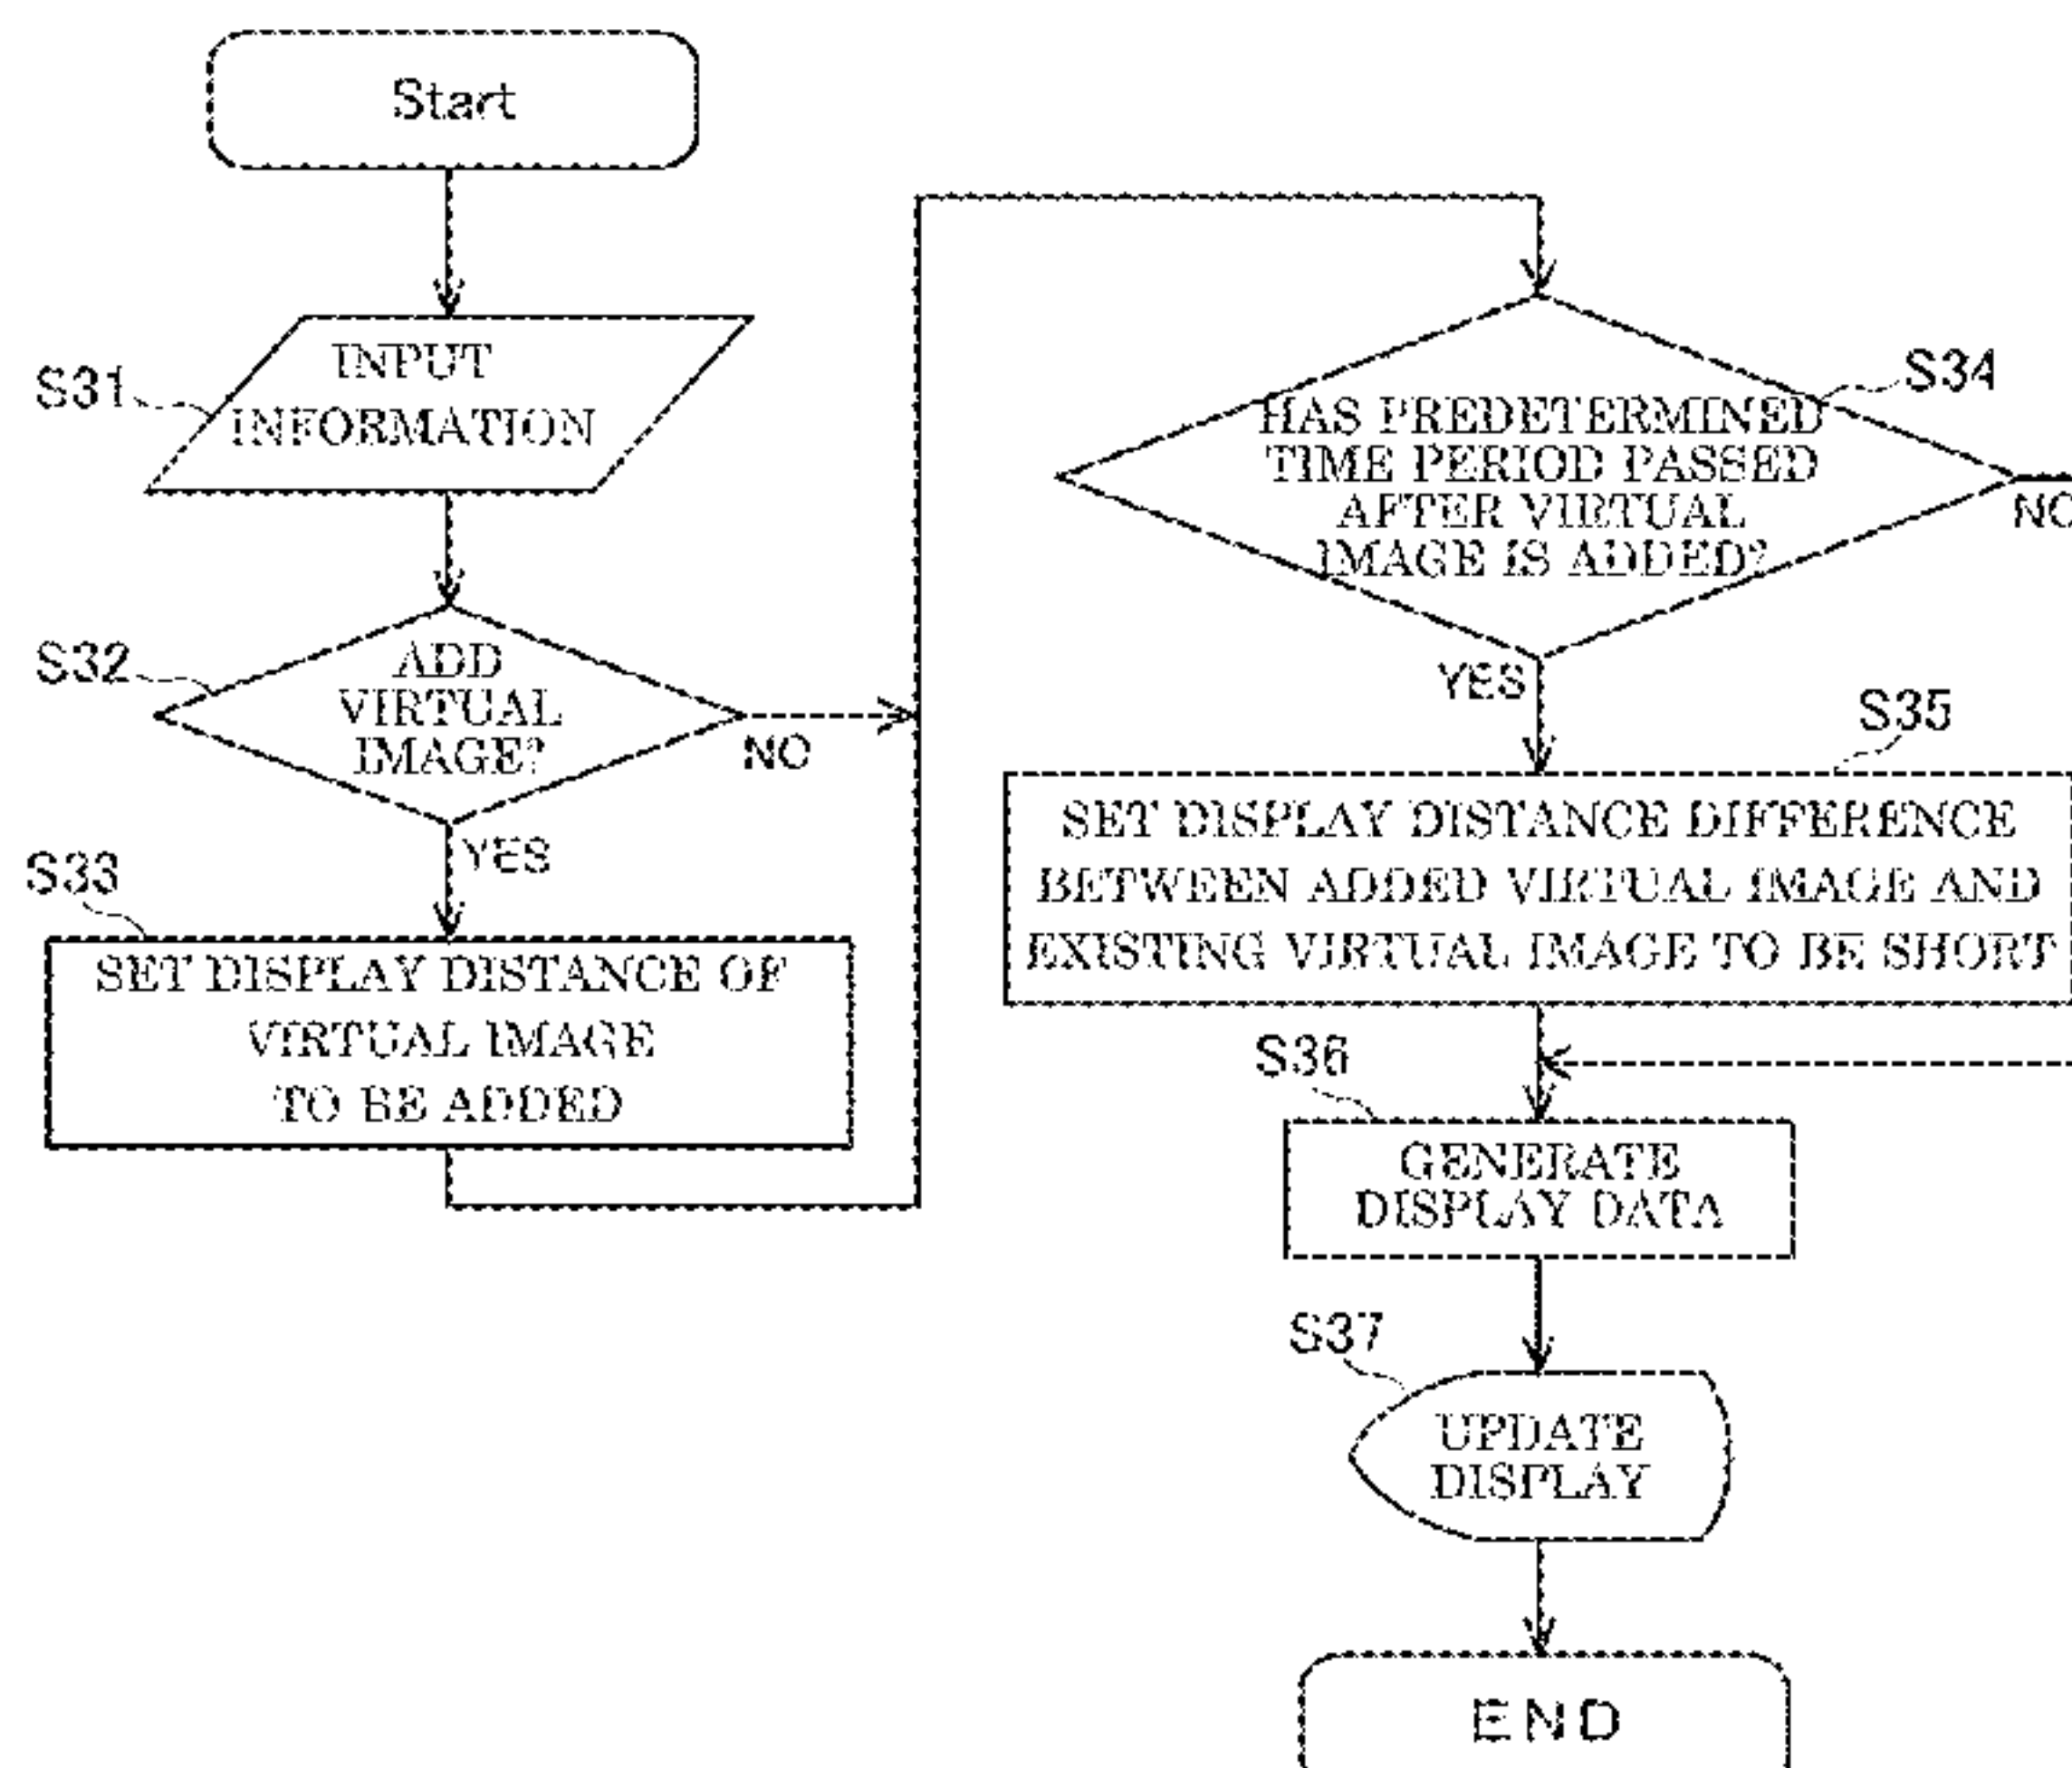 Start
S31
INPUT
INFORMATION
S32
ADD
VIRTUAL
IMAGE?
NO
YES
S33
SET DISPLAY DISTANCE OF
VIRTUAL IMAGE
TO BE ADDED
S34
HAS PREDETERMINED
TIME PERIOD PASSED
AFTER VIRTUAL
IMAGE IS ADDED?
NO
YES
S35
SET DISPLAY DISTANCE DIFFERENCE
BETWEEN ADDED VIRTUAL IMAGE AND
EXISTING VIRTUAL IMAGE TO BE SHORT
S36
GENERATE
DISPLAY DATA
S37
UPDATE
DISPLAY
END